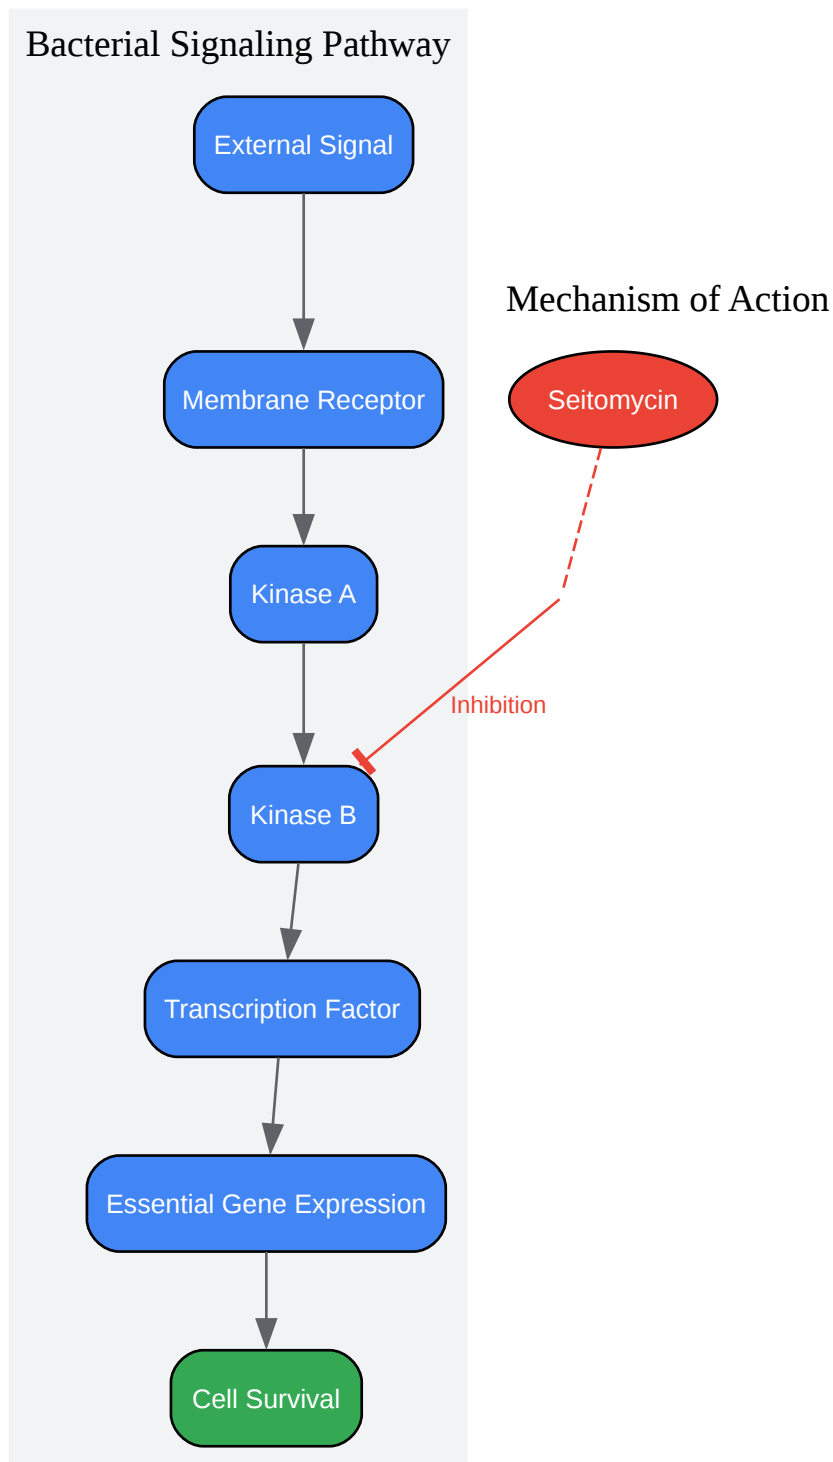 Bacterial Signaling Pathway
External Signal
Mechanism of Action
Membrane Receptor
Seitomycin
Kinase A
Inhibition
Kinase B
Transcription Factor
Essential Gene Expression
Cell Survival